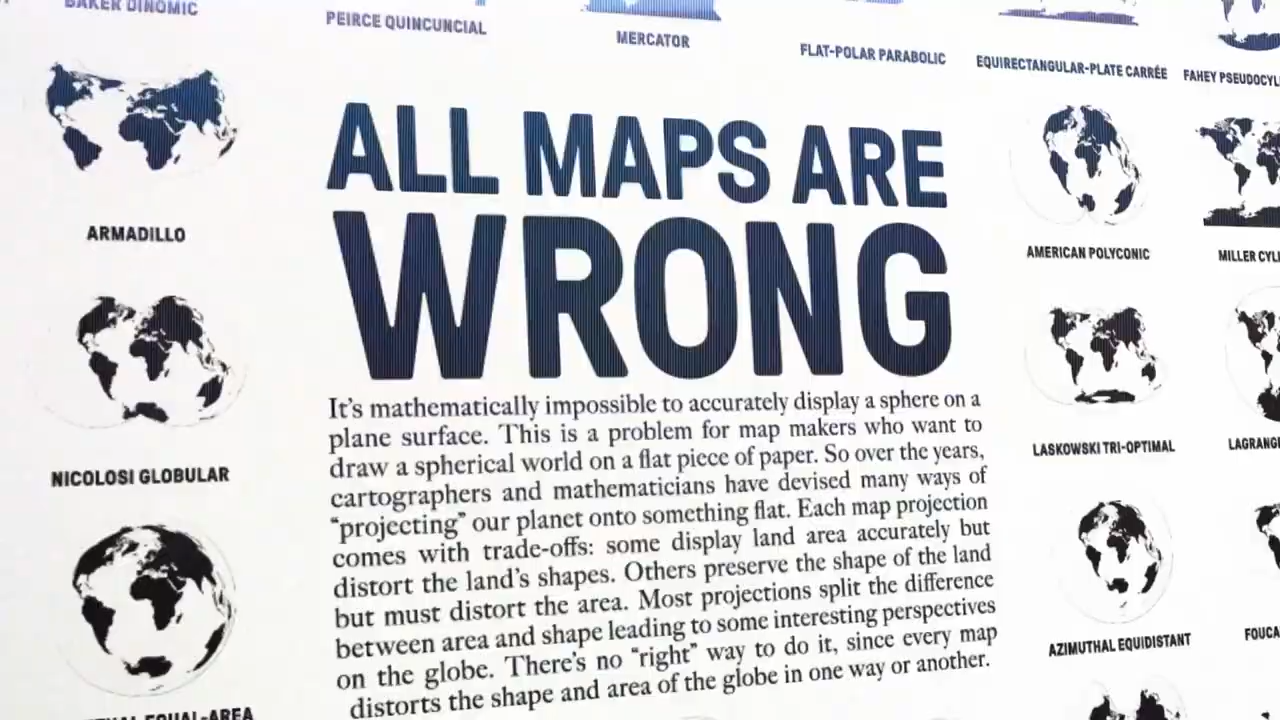 BAKER DINOMIC
PEIRCE QUINCUNCIAL
MERCATOR
FLAT-POLAR PARABOLIC
EQUIRECTANGULAR-PLATE CARRÉE
FAHEY
ALL MAPS ARE
WRONG
ARMADILLO
AMERICAN POLYCONIC
MILLER
It's mathematically impossible to accurately display a sphere on a
plane surface. This is a problem for map makers who want to
draw a spherical world on a flat piece of paper. So over the years,
cartographers and mathematicians have devised many ways of
“projecting” our planet onto something flat. Each map projection
comes with trade-offs: some display land area accurately but
distort the land's shapes. Others preserve the shape of the land
but must distort the area. Most projections split the difference
between area and shape leading to some interesting perspectives
on the globe. There's no “right” way to do it, since every map
distorts the shape and area of the globe in one way or another.
NICOLOSI GLOBULAR
LASKOWSKI TRI-OPTIMAL
AZIMUTHAL EQUIDISTANT
EQUAL-AREA